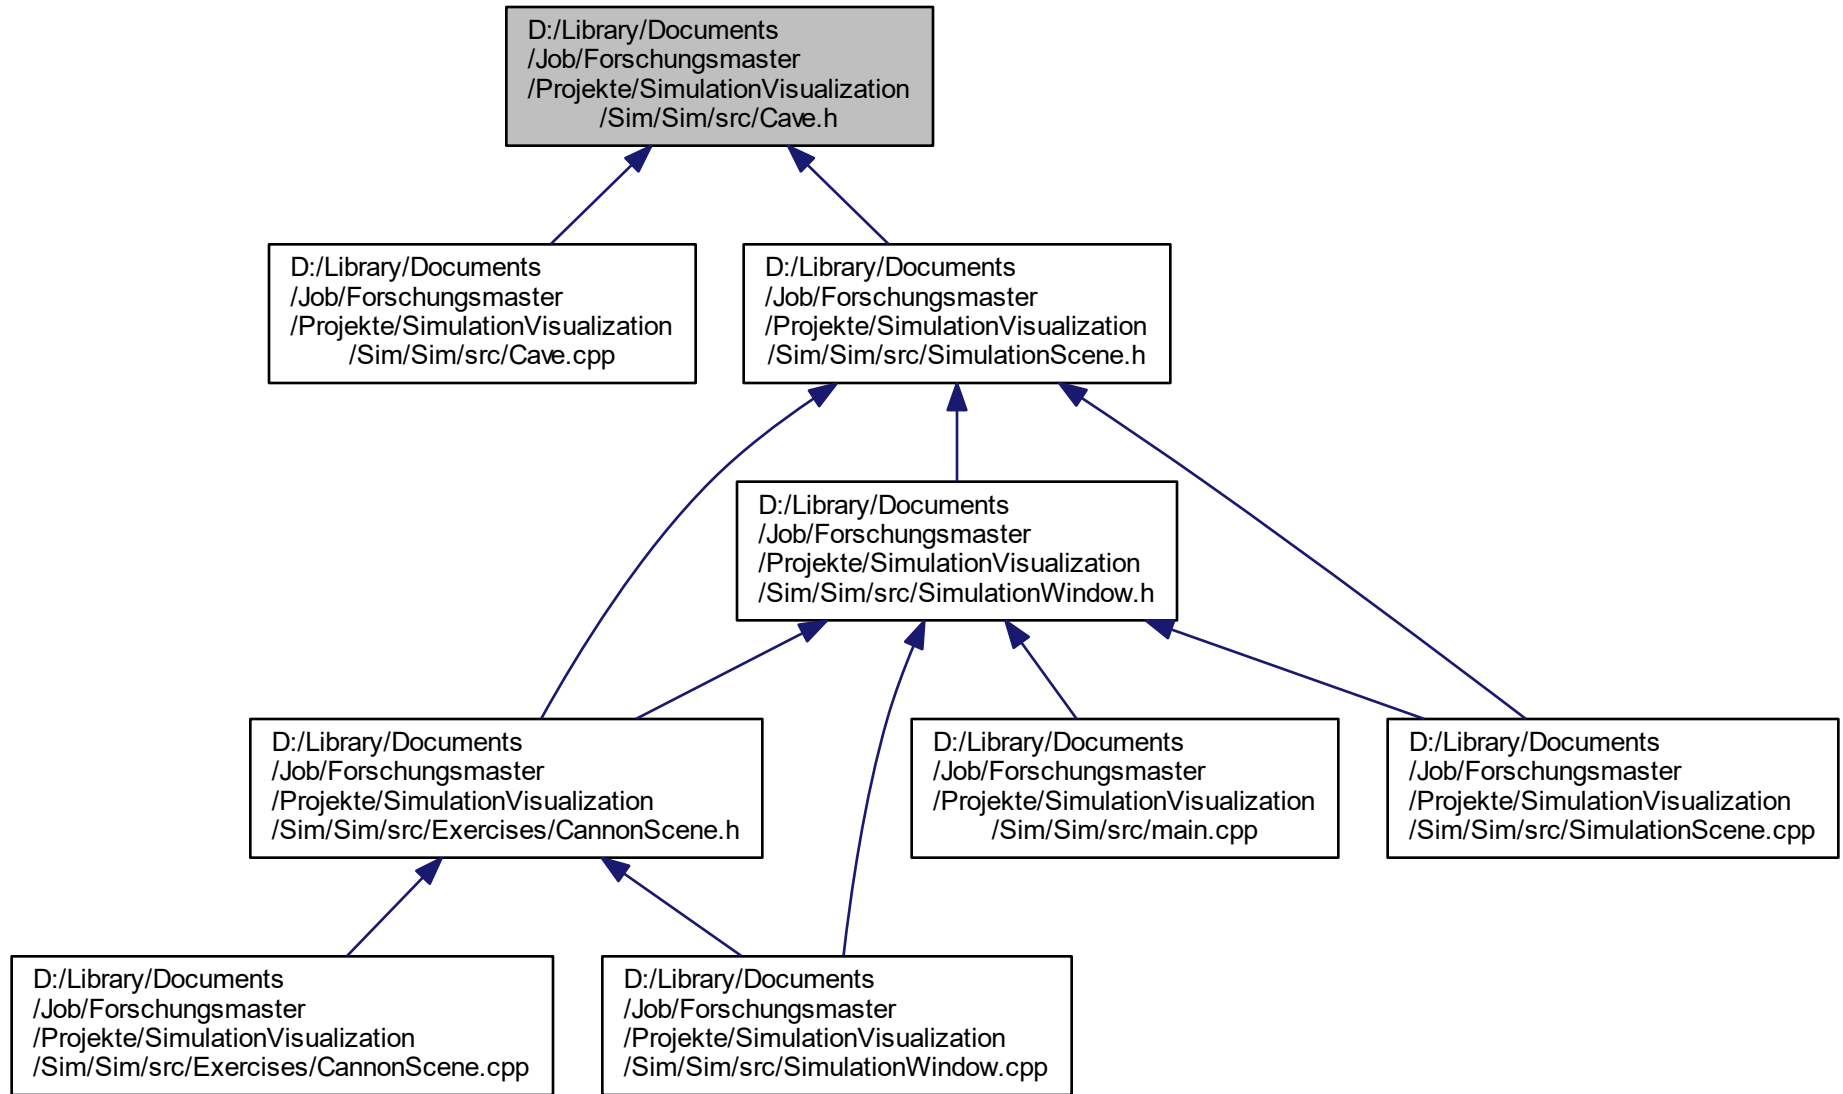 D:/Library/Documents
/Job/Forschungsmaster
/Projekte/SimulationVisualization
/Sim/Sim/src/Cave.h
D:/Library/Documents
/Job/Forschungsmaster
/Projekte/SimulationVisualization
/Sim/Sim/src/Cave.cpp
D:/Library/Documents
/Job/Forschungsmaster
/Projekte/SimulationVisualization
/Sim/Sim/src/SimulationScene.h
D:/Library/Documents
/Job/Forschungsmaster
/Projekte/SimulationVisualization
/Sim/Sim/src/SimulationWindow.h
D:/Library/Documents
/Job/Forschungsmaster
/Projekte/SimulationVisualization
/Sim/Sim/src/Exercises/CannonScene.h
D:/Library/Documents
/Job/Forschungsmaster
/Projekte/SimulationVisualization
/Sim/Sim/src/main.cpp
D:/Library/Documents
/Job/Forschungsmaster
/Projekte/SimulationVisualization
/Sim/Sim/src/SimulationScene.cpp
D:/Library/Documents
/Job/Forschungsmaster
/Projekte/SimulationVisualization
/Sim/Sim/src/Exercises/CannonScene.cpp
D:/Library/Documents
/Job/Forschungsmaster
/Projekte/SimulationVisualization
/Sim/Sim/src/SimulationWindow.cpp